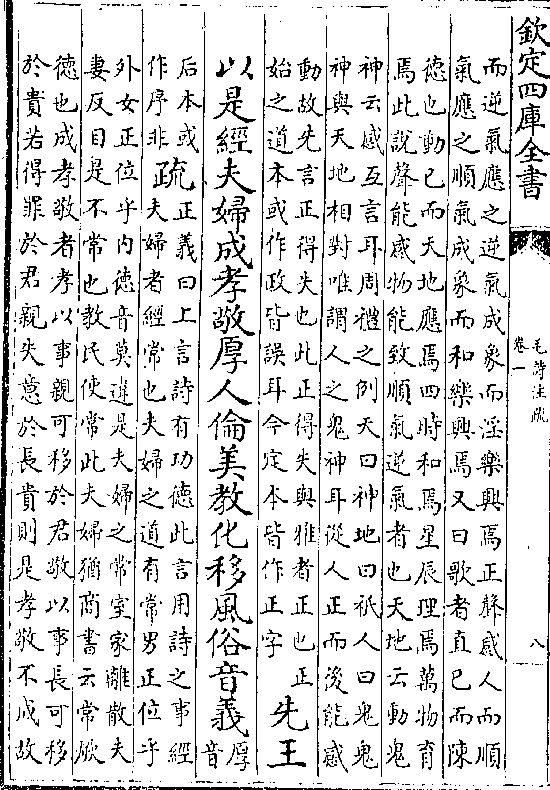 欽定四庫全書
毛詩注疏
卷一
八
而逆氣應之逆氣成象而淫樂興焉正聲感人而順
氣應之順氣成象而和樂興焉又曰歌者直已而陳
德也動已而天地應焉四時和焉星辰理焉萬物育
焉此說聲能感物能致順氣逆氣者也天地云動鬼
神云感互言耳周禮之例天曰神地曰祇人曰鬼鬼
神與天地相對唯謂人之鬼神耳從人正而後能感
動故先言正得失也此正得失與雅者正也正
始之道本或作政皆誤耳今定本皆作正字
先王
以是經夫婦成孝敬厚人倫美教化移風俗音義厚音
后本或
作序非
疏
正義曰上言詩有功德此言用詩之事經
夫婦者經常也夫婦之道有常男正位乎
外女正位乎內德音莫違是夫婦之常室家離散夫
妻反目是不常也教民使常此夫婦猶商書云常厥
德也成孝敬者孝以事親可移於君敬以事長可移
於貴若得罪於君親失意於長貴則是孝敬不成故